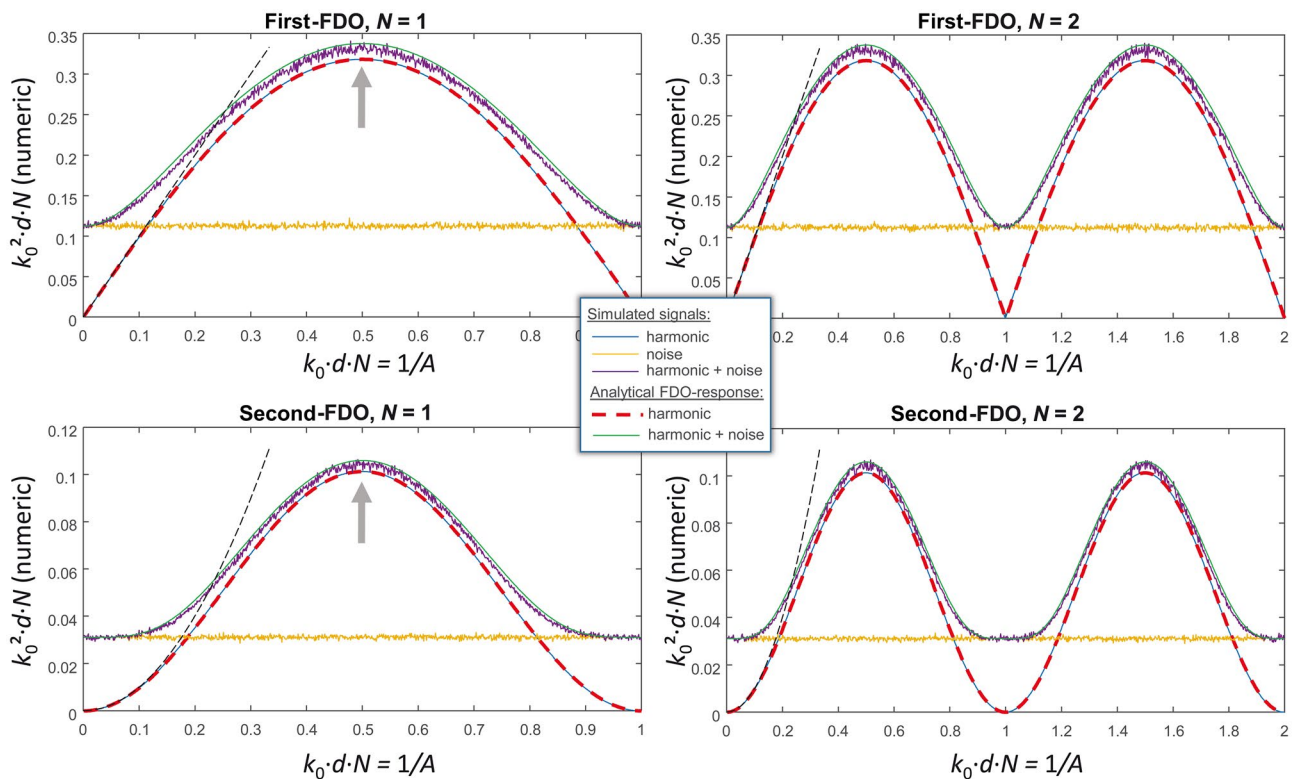 First-FDO, N = 1
0.35
0.3
0.25
0.2
0.15
0.1
0.05
0
k₀²·d·N (numeric)
0 0.1 0.2 0.3 0.4 0.5 0.6 0.7 0.8 1
k₀·d·N = 1/A
First-FDO, N = 2
0.35
0.3
0.25
0.2
0.15
0.1
0.05
k₀²·d·N (numeric)
0.2 0.4 0.6 0.8 1.0 1.2 1.4 1.6 1.8 2
k₀·d·N = 1/A
Simulated signals:
harmonic
noise
harmonic + noise
Analytical FDO-response:
harmonic
harmonic + noise
Second-FDO, N = 1
0.12
0.1
0.08
0.06
0.04
0.02
0
k₀²·d·N (numeric)
0 0.1 0.2 0.3 0.4 0.5 0.6 0.7 0.8 0.9 1
k₀·d·N = 1/A
Second-FDO, N = 2
0.1
0.08
0.06
0.04
0.02
0
k₀²·d·N (numeric)
0 0.2 0.4 0.6 0.8 1.0 1.2 1.4 1.6 1.8 2
k₀·d·N = 1/A